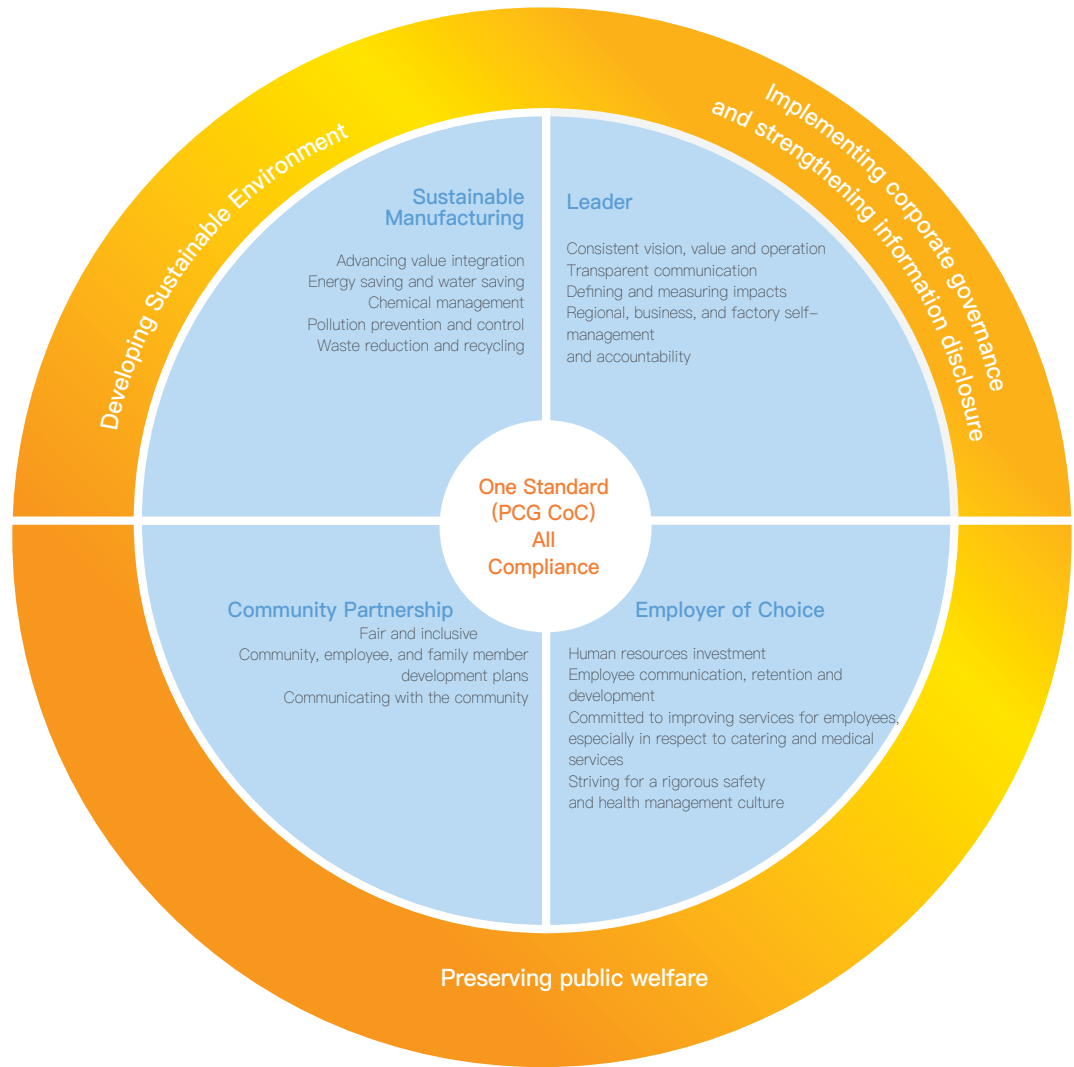 Developing Sustainable Environment
Implementing corporate governance
and strengthening information disclosure
Sustainable
Manufacturing
Advancing value integration
Energy saving and water saving
Chemical management
Pollution prevention and control
Waste reduction and recycling
Leader
Consistent vision, value and operation
Transparent communication
Defining and measuring impacts
Regional, business, and factory self-
management
and accountability
One Standard
(PCG CoC)
All
Compliance
Community Partnership
Fair and inclusive
Community, employee, and family member
development plans
Communicating with the community
Employer of Choice
Human resources investment
Employee communication, retention and
development
Committed to improving services for employees,
especially in respect to catering and medical
services
Striving for a rigorous safety
and health management culture
Preserving public welfare